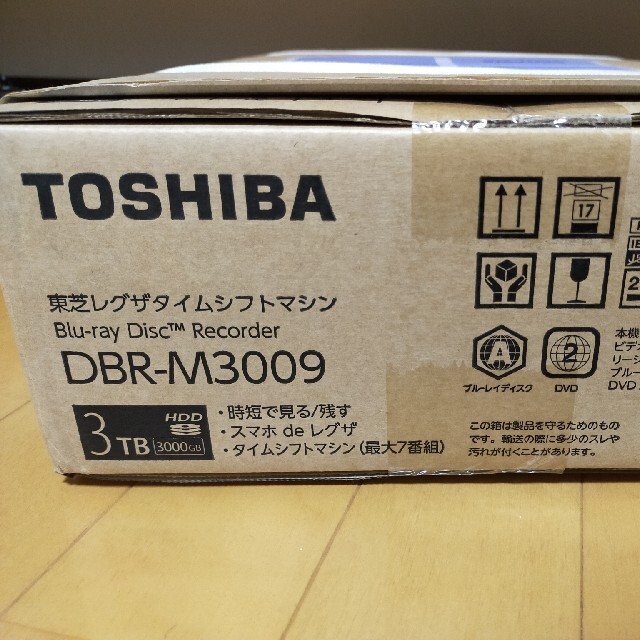 TOSHIBA
17
東芝レグザタイムシフトマシン
Blu-ray Disc™ Recorder
DBR-M3009
3TB
HDD
3000GB
・時短で見る/残す
・スマホ de レグザ
・タイムシフトマシン(最大7番組)
A
ブルーレイディスク
2
DVD
本機
ビデオ
リージ
ブルー
DVD
この箱は製品を守るためのもの
です。輸送の際に多少のスレや
汚れが付くことがあります。